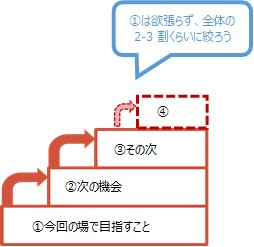 ①は欲張らず、全体の
2-3 割くらいに絞ろう
④
③その次
②次の機会
①今回の場で目指すこと